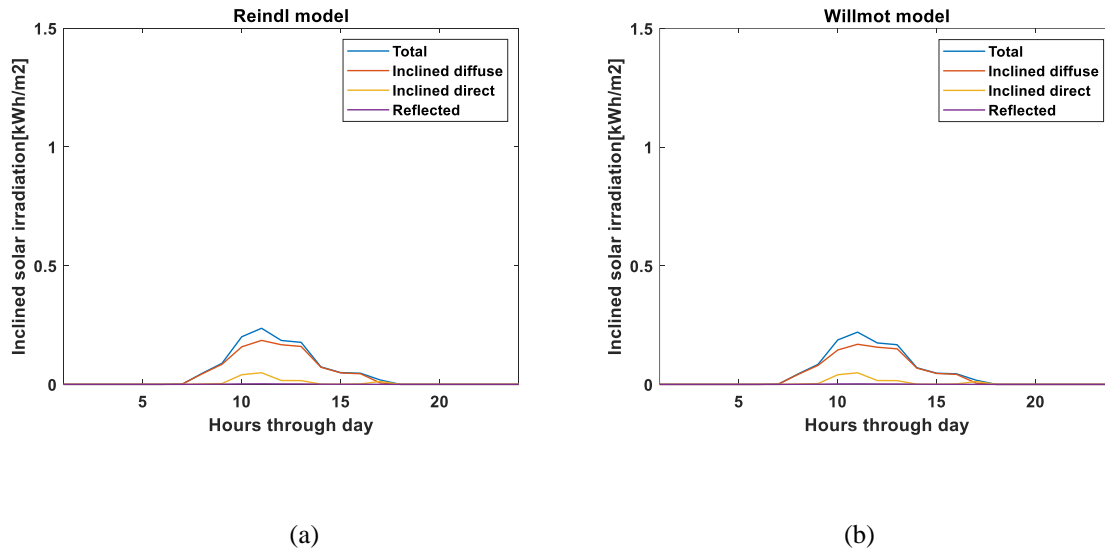 Reindl model
1.5
1
0.5
0
Inclined solar irradiation[kWh/m2]
Total
Inclined diffuse
Inclined direct
Reflected
5 10 15 20
Hours through day
(a)
Willmot model
1.5
1
0.5
0
Inclined solar irradiation[kWh/m2]
Total
Inclined diffuse
Inclined direct
Reflected
5 10 15 20
Hours through day
(b)